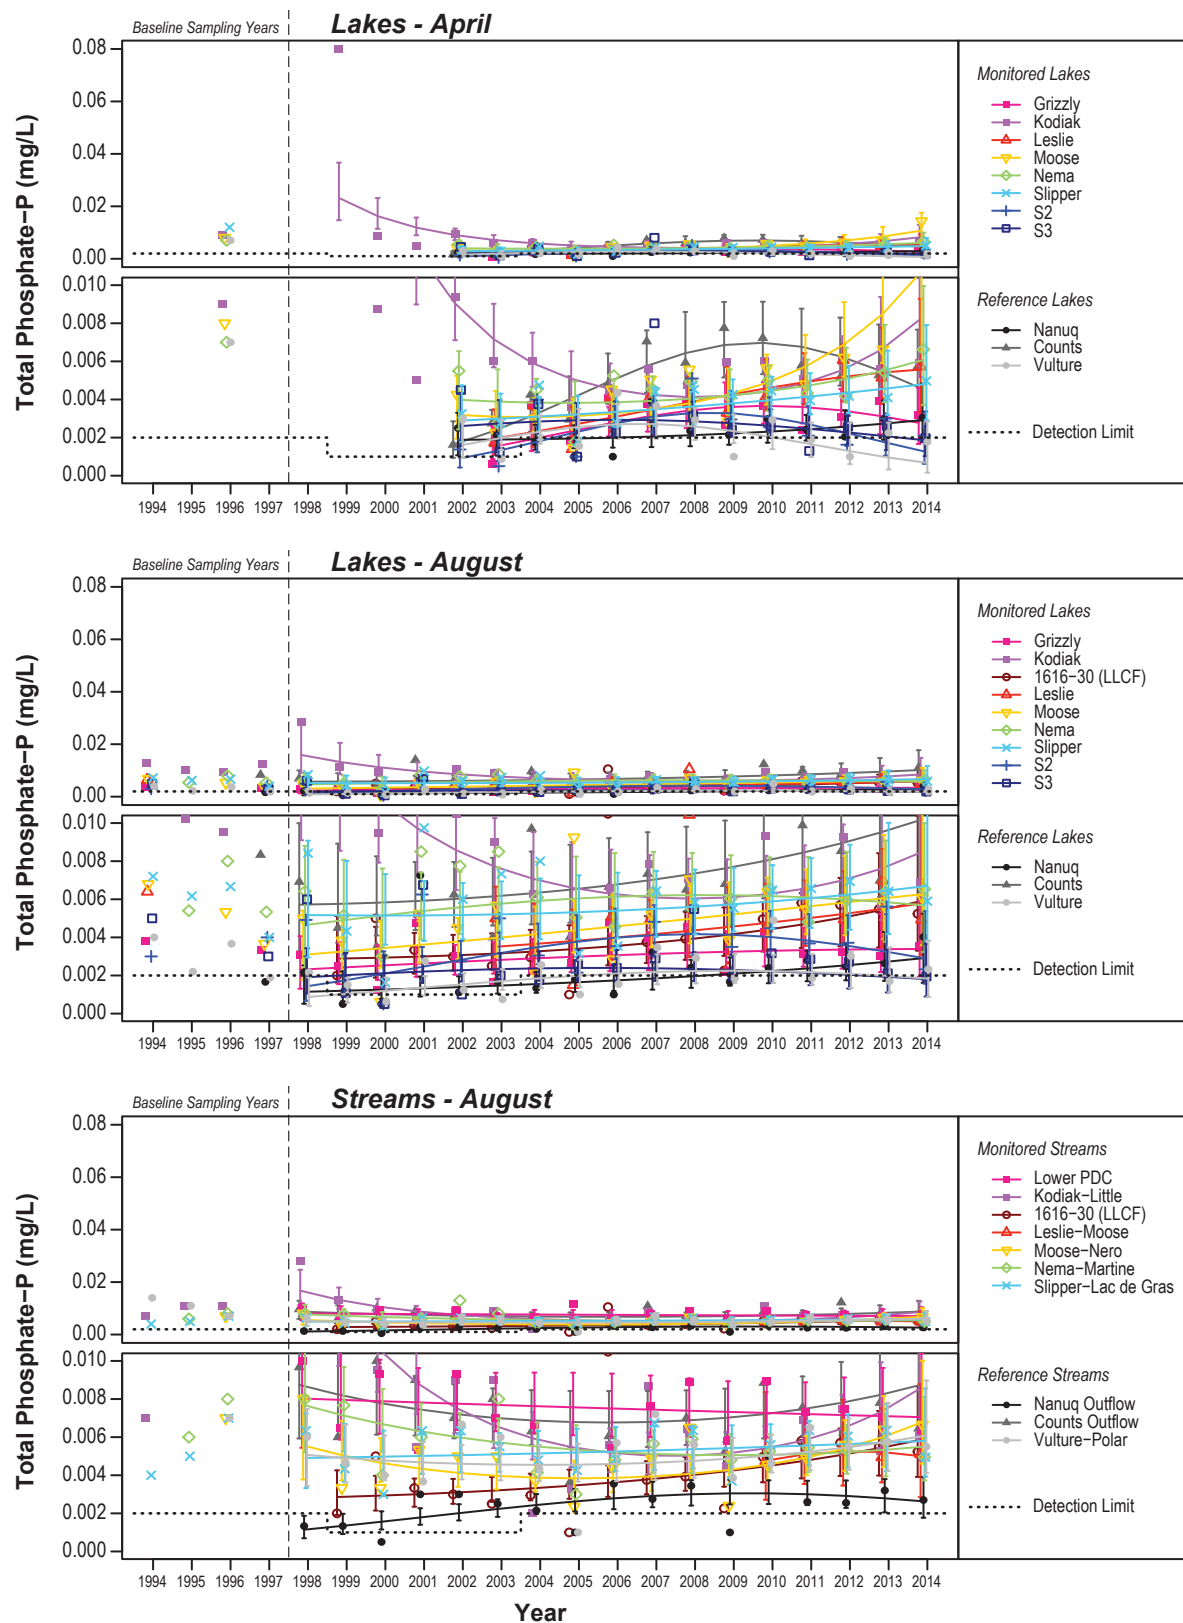 Baseline Sampling Years
Lakes - April
Total Phosphate−P (mg/L)
0.08
0.06
0.04
0.02
0.00
0.010
0.008
0.006
0.004
0.002
0.000
1994 1995 1996 1997 1998 1999 2000 2001 2002 2003 2004 2005 2006 2007 2008 2009 2010 2011 2012 2013 2014
Monitored Lakes
Grizzly
Kodiak
Leslie
Moose
Nema
Slipper
S2
S3
Reference Lakes
Nanuq
Counts
Vulture
Detection Limit
Baseline Sampling Years
Lakes - August
Total Phosphate−P (mg/L)
0.08
0.06
0.04
0.02
0.00
0.010
0.008
0.006
0.004
0.002
0.000
1994 1995 1996 1997 1998 1999 2000 2001 2002 2003 2004 2005 2006 2007 2008 2009 2010 2011 2012 2013 2014
Monitored Lakes
Grizzly
Kodiak
1616−30 (LLCF)
Leslie
Moose
Nema
Slipper
S2
S3
Reference Lakes
Nanuq
Counts
Vulture
Detection Limit
Baseline Sampling Years
Streams - August
Total Phosphate−P (mg/L)
0.08
0.06
0.04
0.02
0.00
0.010
0.008
0.006
0.004
0.002
0.000
1994 1995 1996 1997 1998 1999 2000 2001 2002 2003 2004 2005 2006 2007 2008 2009 2010 2011 2012 2013 2014
Year
Monitored Streams
Lower PDC
Kodiak−Little
1616−30 (LLCF)
Leslie−Moose
Moose−Nero
Nema−Martine
Slipper−Lac de Gras
Reference Streams
Nanuq Outflow
Counts Outflow
Vulture−Polar
Detection Limit